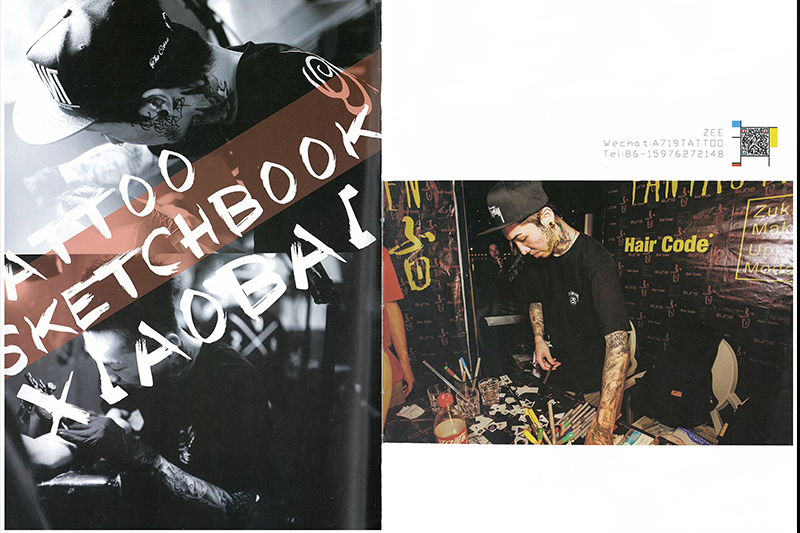 ATTOO
SKETCHBOOK
XIAOBAI
ZEE
Wechat:A719TATTOO
Tel:86-15976272148
Hair Code